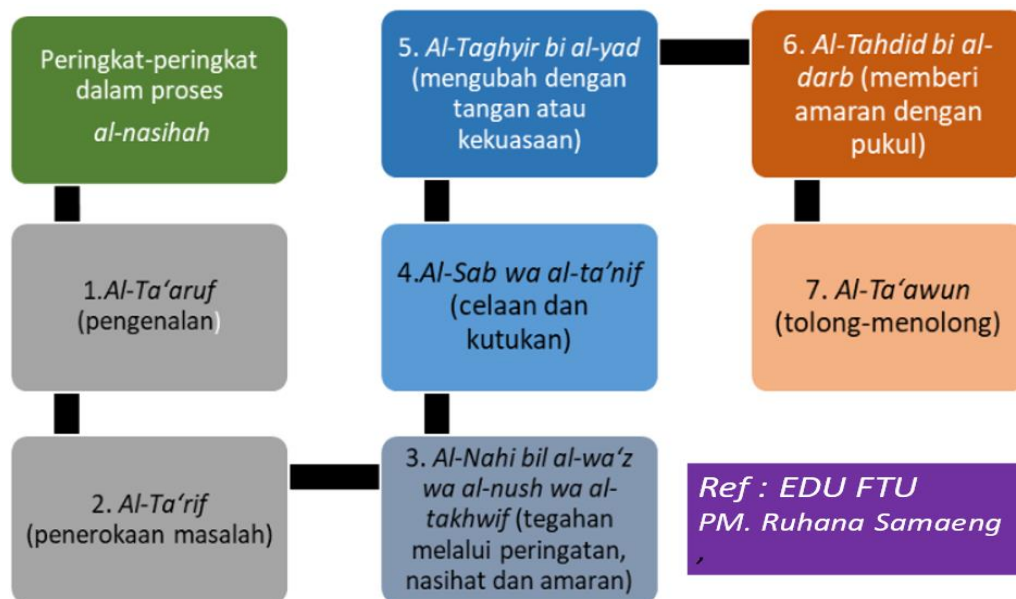 Peringkat-peringkat
dalam proses
al-nasihah
1.Al-Ta‘aruf
(pengenalan)
2. Al-Ta‘rif
(penerokaan masalah)
3. Al-Nahi bil al-wa‘z
wa al-nush wa al-
takhwif (tegahan
melalui peringatan,
nasihat dan amaran)
4.Al-Sab wa al-ta’nif
(celaan dan
kutukan)
5. Al-Taghyir bi al-yad
(mengubah dengan
tangan atau
kekuasaan)
6. Al-Tahdid bi al-
darb (memberi
amaran dengan
pukul)
7. Al-Ta‘awun
(tolong-menolong)
Ref : EDU FTU
PM. Ruhana Samaeng
,